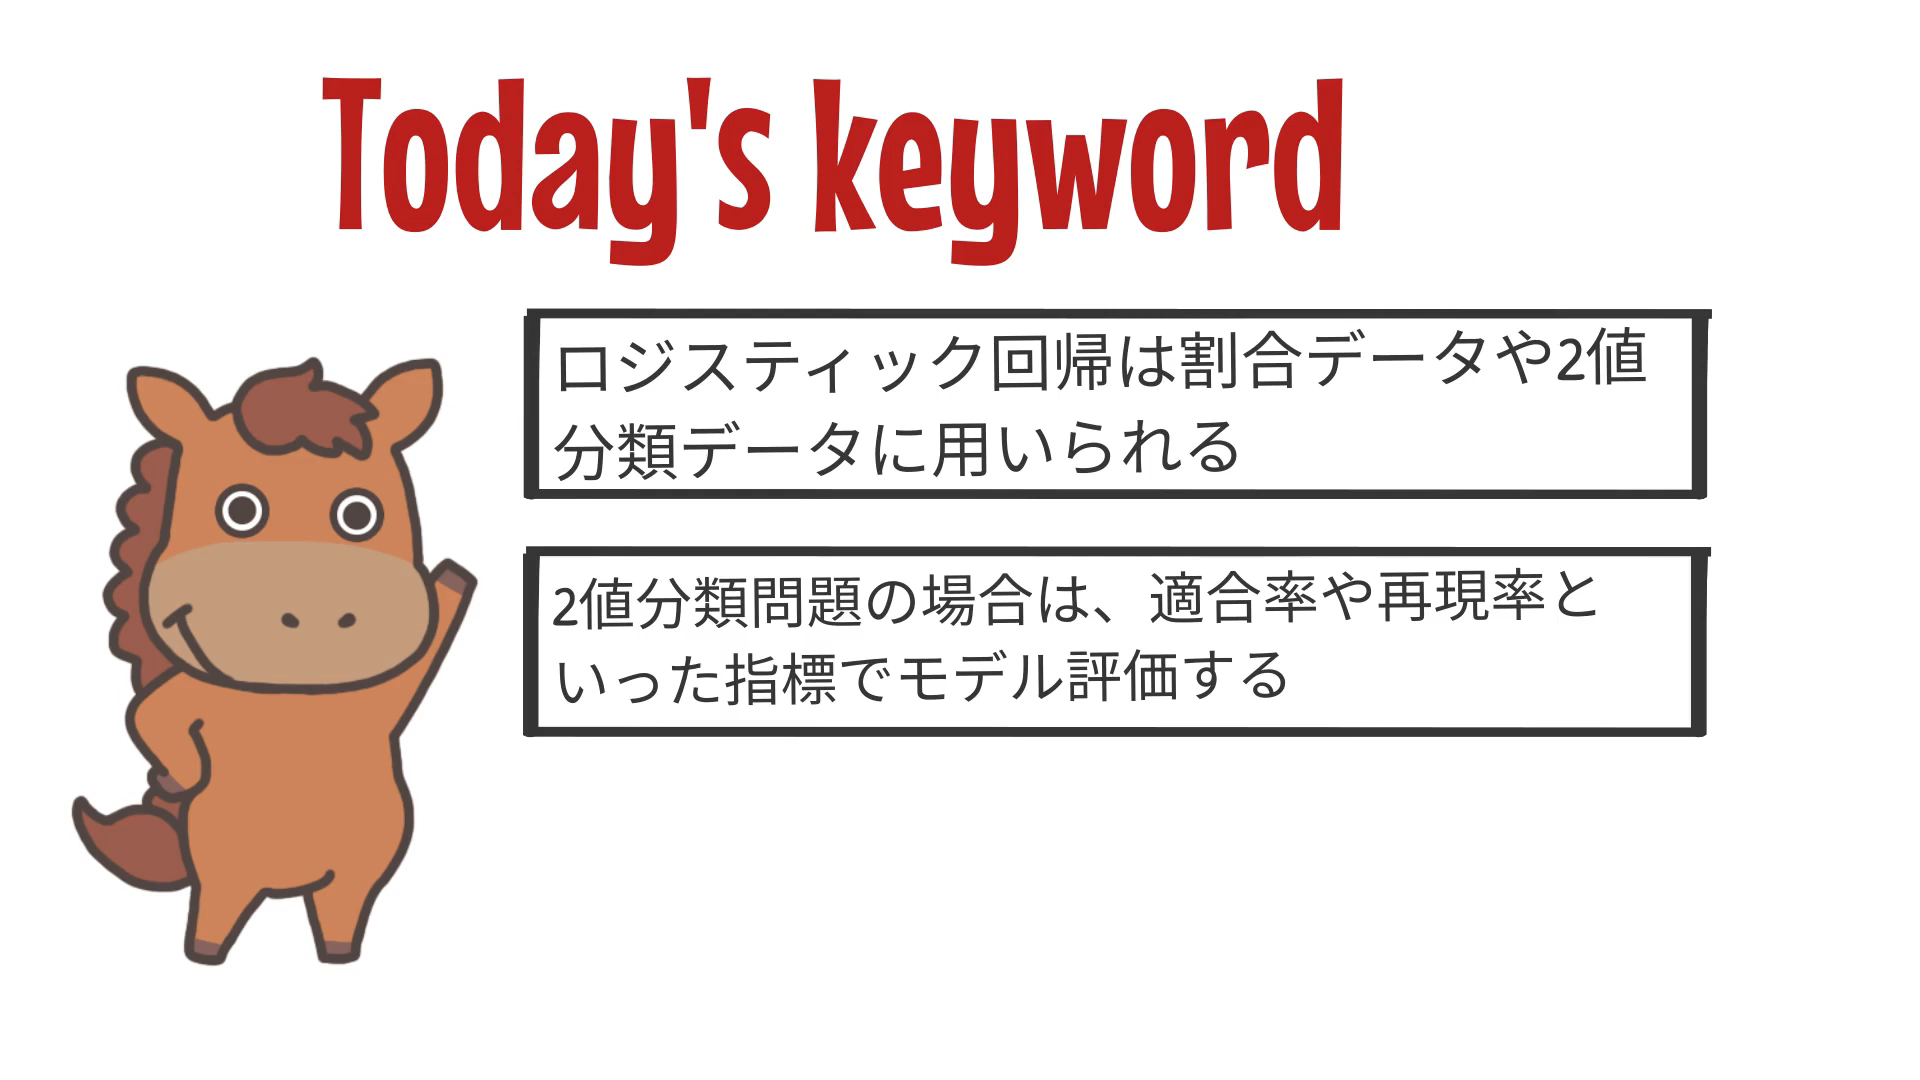 Today's keyword
ロジスティック回帰は割合データや2値
分類データに用いられる
2値分類問題の場合は、適合率や再現率と
いった指標でモデル評価する